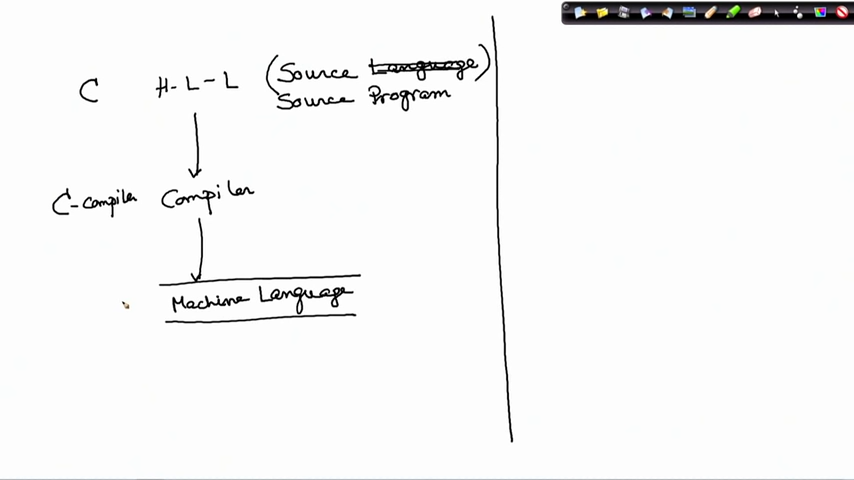 C H-L-L (Source Language)
Source Program
C-compiler Compiler
Machine Language